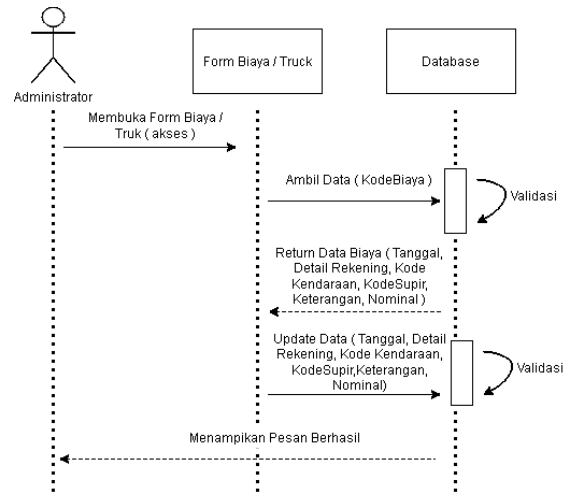 Administrator
Form Biaya / Truck
Database
Membuka Form Biaya /
Truk ( akses )
Ambil Data ( KodeBiaya )
Validasi
Return Data Biaya ( Tanggal,
Detail Rekening, Kode
Kendaraan, KodeSupir,
Keterangan, Nominal )
Update Data ( Tanggal, Detail
Rekening, Kode Kendaraan,
KodeSupir,Keterangan,
Nominal)
Validasi
Menampikan Pesan Berhasil